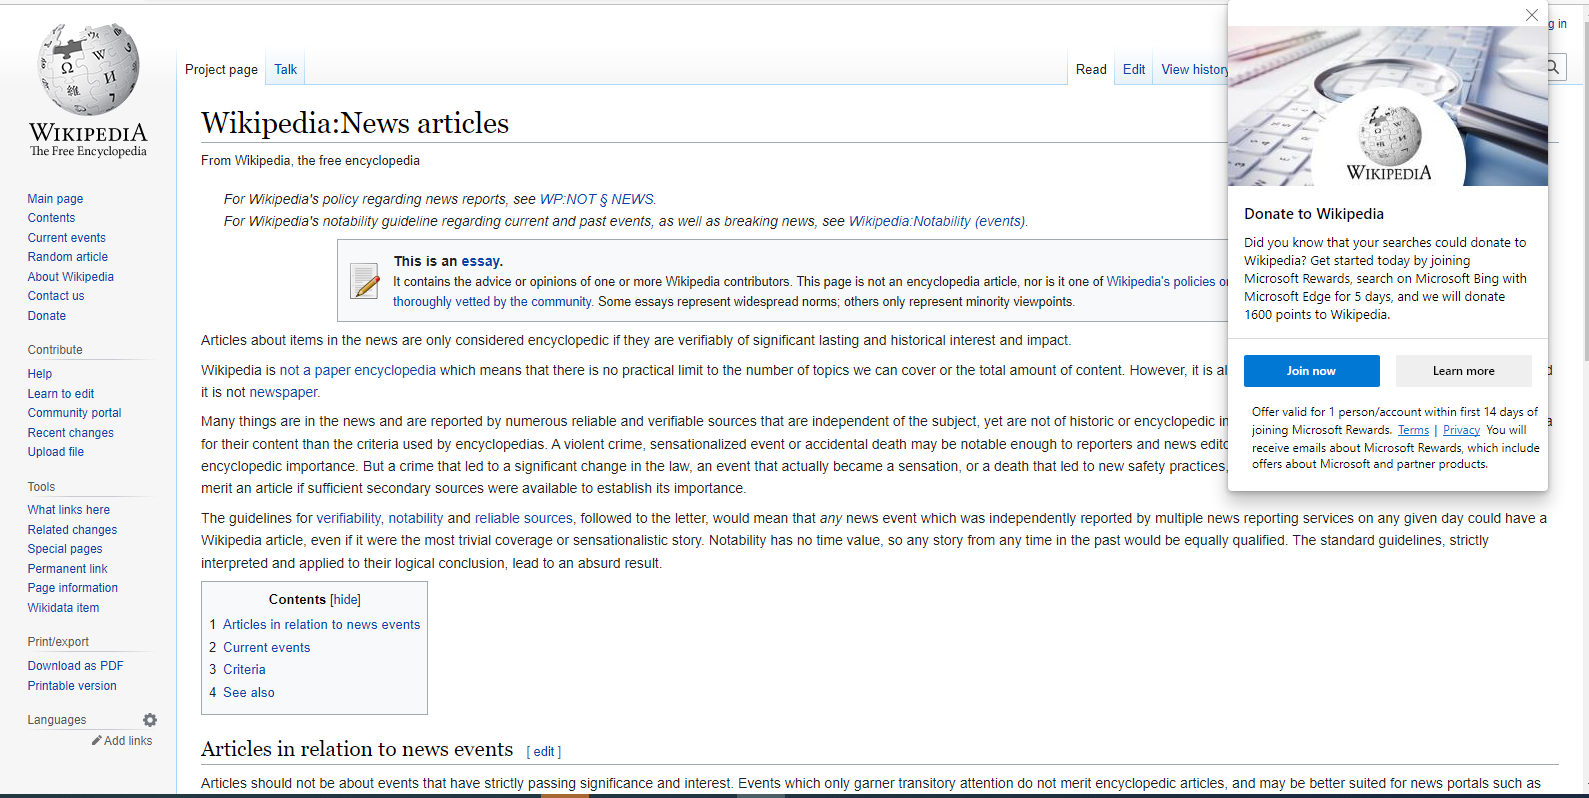 WIKIPEDIA
The Free Encyclopedia
Main page
Contents
Current events
Random article
About Wikipedia
Contact us
Donate
Contribute
Help
Learn to edit
Community portal
Recent changes
Upload file
Tools
What links here
Related changes
Special pages
Permanent link
Page information
Wikidata item
Print/export
Download as PDF
Printable version
Languages
Add links
Project page Talk
Read Edit View history
in
Wikipedia:News articles
From Wikipedia, the free encyclopedia
For Wikipedia's policy regarding news reports, see WP:NOT § NEWS.
For Wikipedia's notability guideline regarding current and past events, as well as breaking news, see Wikipedia:Notability (events).
This is an essay.
It contains the advice or opinions of one or more Wikipedia contributors. This page is not an encyclopedia article, nor is it one of Wikipedia's policies
thoroughly vetted by the community. Some essays represent widespread norms; others only represent minority viewpoints.
Articles about items in the news are only considered encyclopedic if they are verifiably of significant lasting and historical interest and impact.
Wikipedia is not a paper encyclopedia which means that there is no practical limit to the number of topics we can cover or the total amount of content. However, it is
it is not newspaper.
Many things are in the news and are reported by numerous reliable and verifiable sources that are independent of the subject, yet are not of historic or encyclopedic
for their content than the criteria used by encyclopedias. A violent crime, sensationalized event or accidental death may be notable enough to reporters and news
encyclopedic importance. But a crime that led to a significant change in the law, an event that actually became a sensation, or a death that led to new safety practices,
merit an article if sufficient secondary sources were available to establish its importance.
The guidelines for verifiability, notability and reliable sources, followed to the letter, would mean that any news event which was independently reported by multiple news reporting services on any given day could have a
Wikipedia article, even if it were the most trivial coverage or sensationalistic story. Notability has no time value, so any story from any time in the past would be equally qualified. The standard guidelines, strictly
interpreted and applied to their logical conclusion, lead to an absurd result.
Contents [hide]
1 Articles in relation to news events
2 Current events
3 Criteria
4 See also
Articles in relation to news events [ edit ]
Articles should not be about events that have strictly passing significance and interest. Events which only garner transitory attention do not merit encyclopedic articles, and may be better suited for news portals such as
WIKIPEDIA
Donate to Wikipedia
Did you know that your searches could donate to
Wikipedia? Get started today by joining
Microsoft Rewards, search on Microsoft Bing with
Microsoft Edge for 5 days, and we will donate
1600 points to Wikipedia.
Join now Learn more
Offer valid for 1 person/account within first 14 days of
joining Microsoft Rewards. Terms | Privacy You will
receive emails about Microsoft Rewards, which include
offers about Microsoft and partner products.